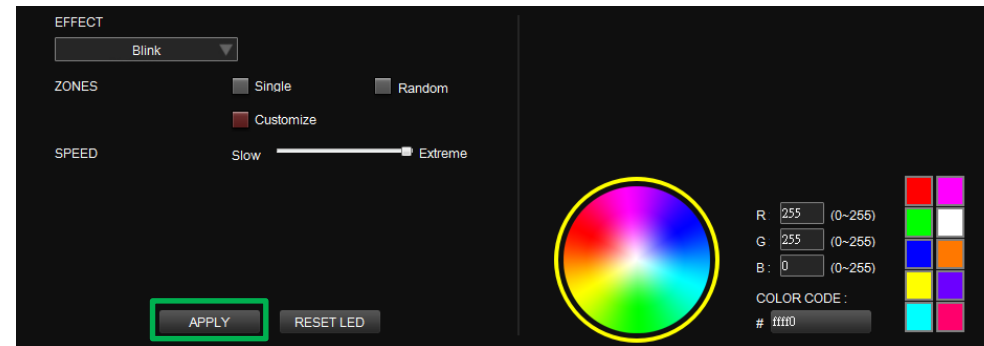 EFFECT
Blink
ZONES Single Random
Customize
SPEED Slow Extreme
R 255 (0~255)
G 255 (0~255)
B : 0 (0~255)
COLOR CODE :
# ffff0
APPLY RESET LED